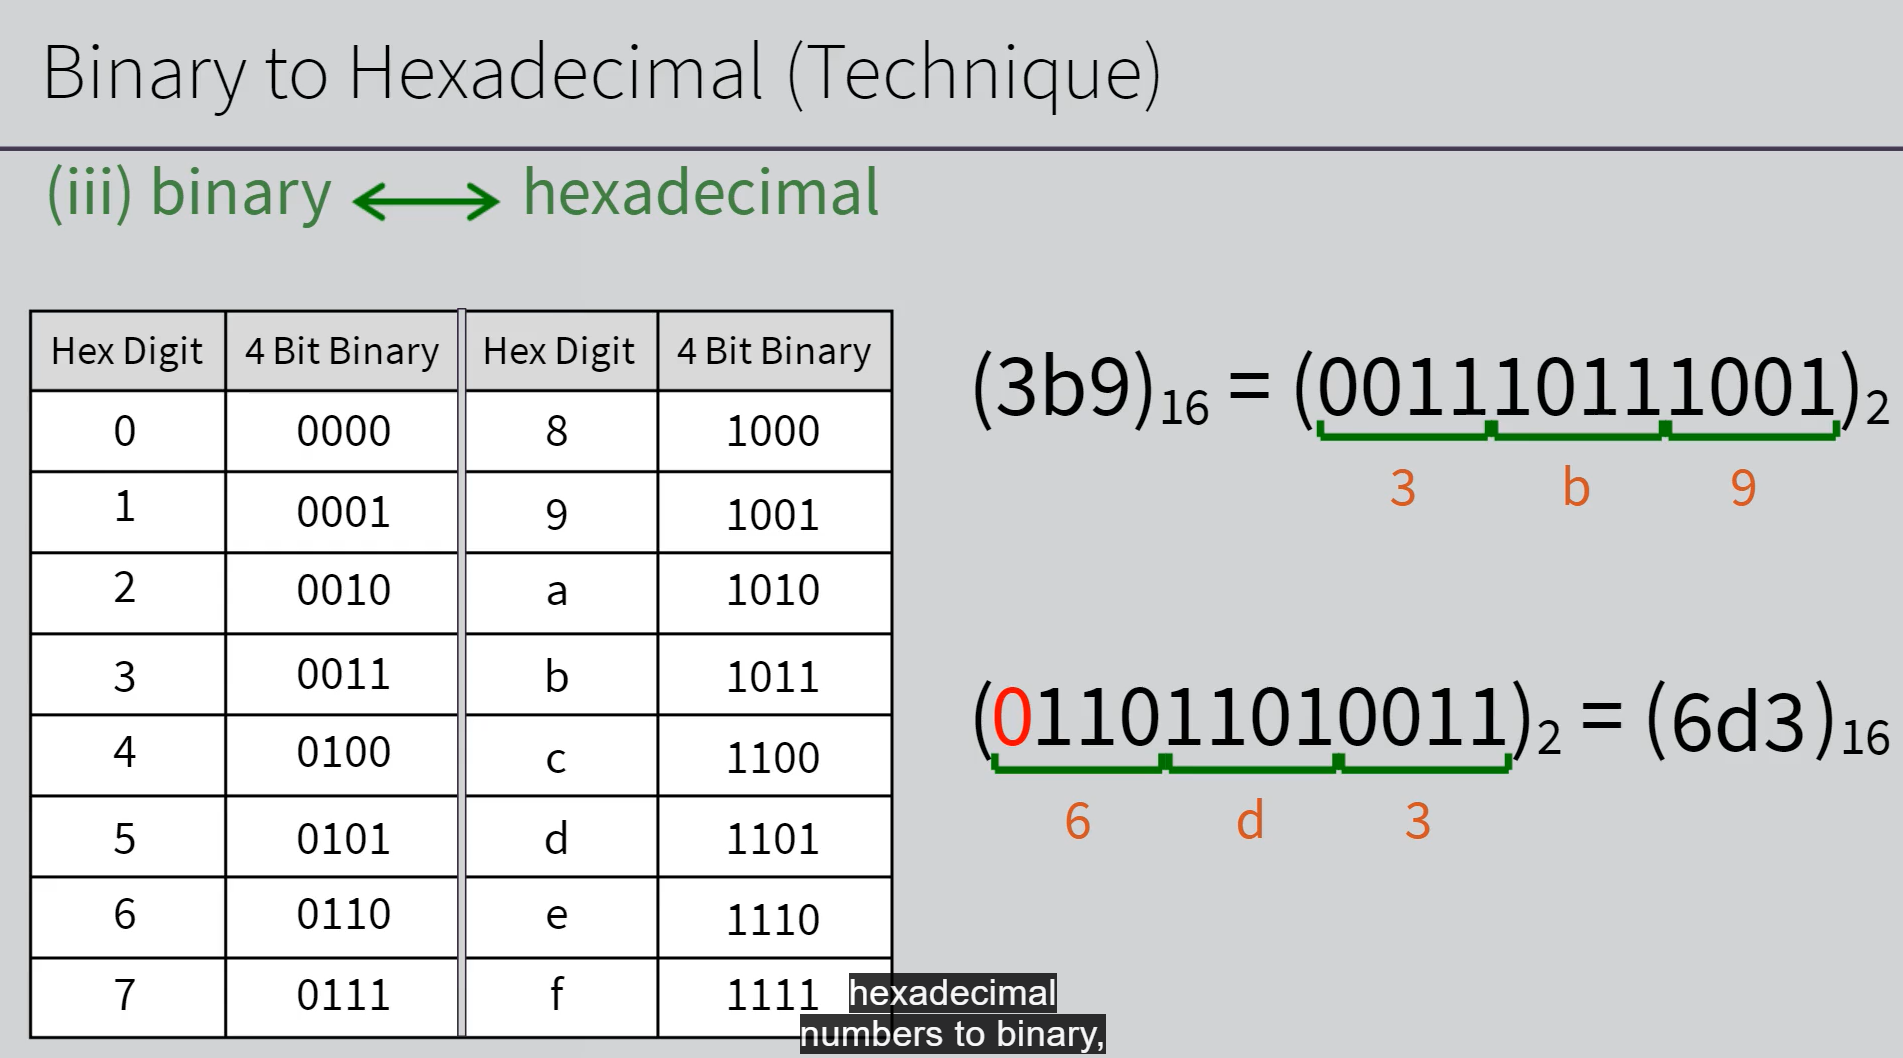 Binary to Hexadecimal (Technique)
(iii) binary ⟷ hexadecimal
Hex Digit 4 Bit Binary Hex Digit 4 Bit Binary
0 0000 8 1000
1 0001 9 1001
2 0010 a 1010
3 0011 b 1011
4 0100 c 1100
5 0101 d 1101
6 0110 e 1110
7 0111 f 1111
(3b9)16 = (001110111001)2
3 b 9
(011011010011)2 = (6d3)16
6 d 3
hexadecimal
numbers to binary,